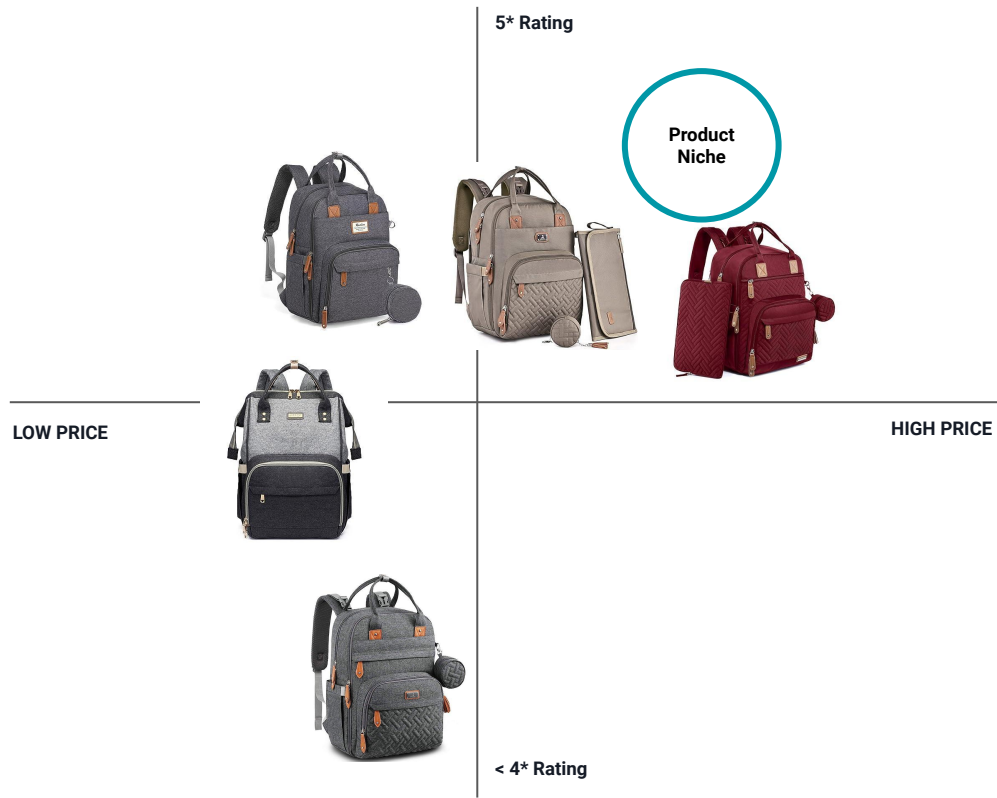 5* Rating
Product
Niche
LOW PRICE
HIGH PRICE
< 4* Rating